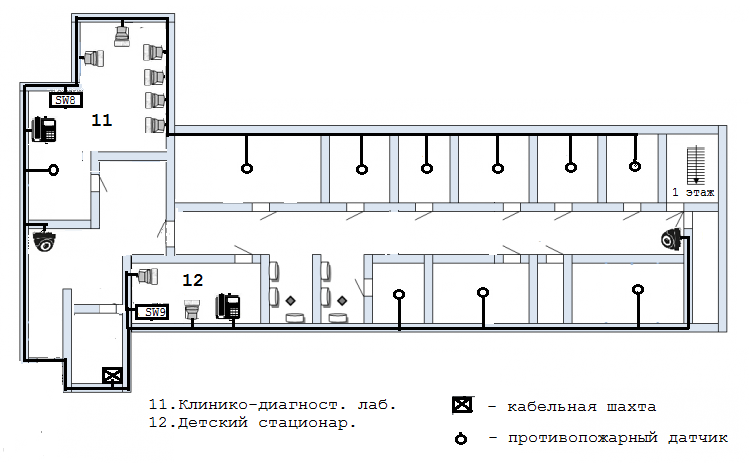 SW8
11
1 этаж
12
SW9
11.Клинико-диагност. лаб.
12.Детский стационар.
- кабельная шахта
- противопожарный датчик